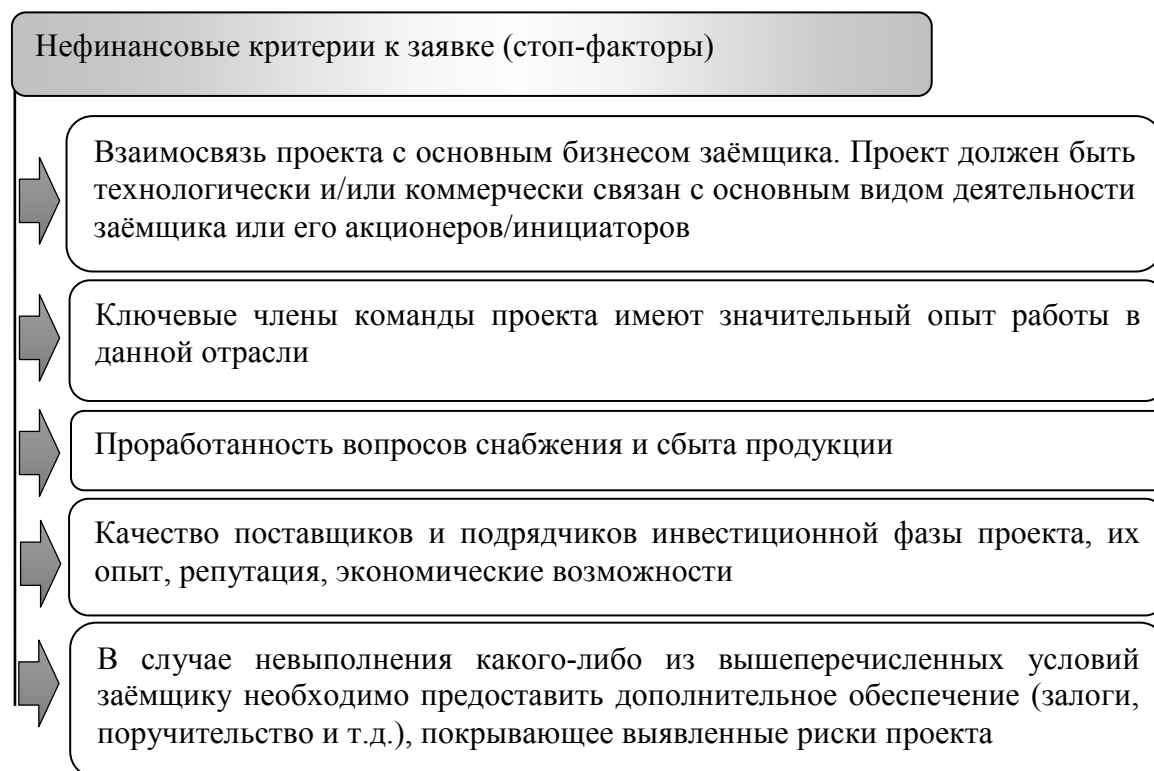 Нефинансовые критерии к заявке (стоп-факторы)
Взаимосвязь проекта с основным бизнесом заёмщика. Проект должен быть
технологически и/или коммерчески связан с основным видом деятельности
заёмщика или его акционеров/инициаторов
Ключевые члены команды проекта имеют значительный опыт работы в
данной отрасли
Проработанность вопросов снабжения и сбыта продукции
Качество поставщиков и подрядчиков инвестиционной фазы проекта, их
опыт, репутация, экономические возможности
В случае невыполнения какого-либо из вышеперечисленных условий
заёмщику необходимо предоставить дополнительное обеспечение (залоги,
поручительство и т.д.), покрывающее выявленные риски проекта